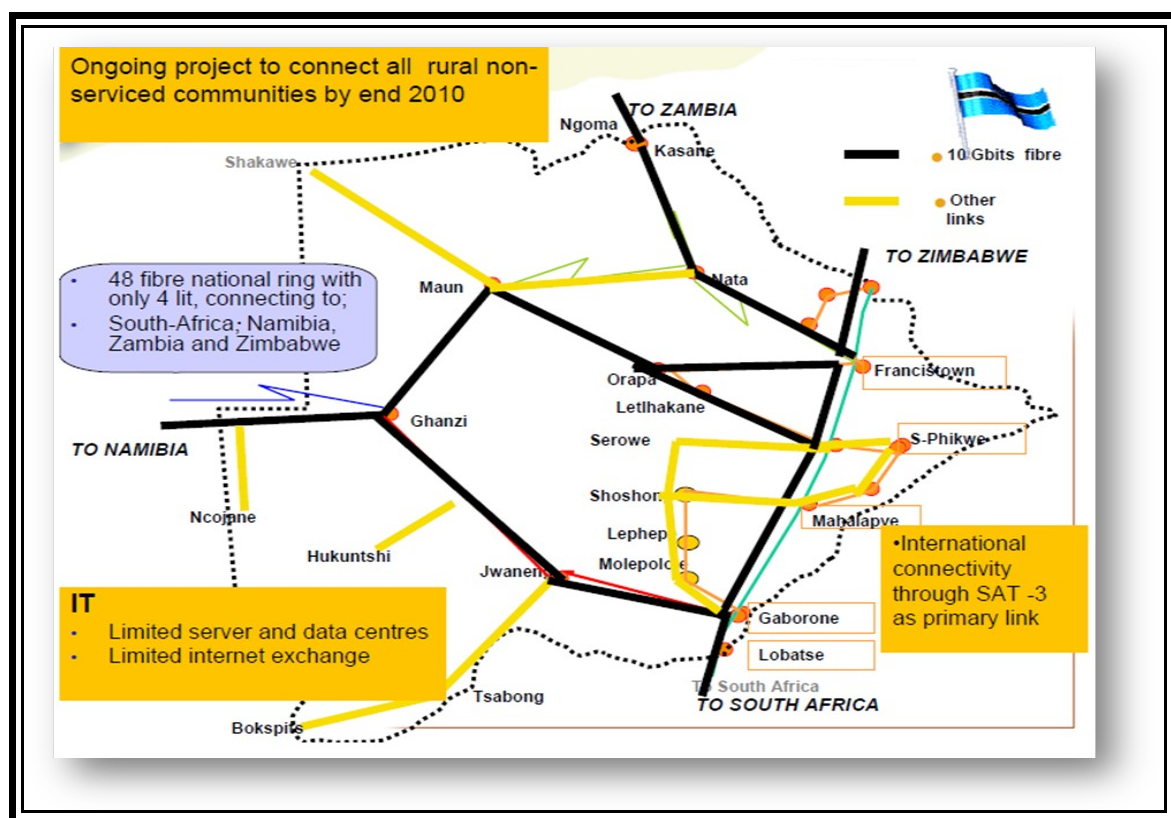 Ongoing project to connect all rural non-
serviced communities by end 2010
TO ZAMBIA
Ngoma
Kasane
Shakawe
10 Gbits fibre
Other
links
TO ZIMBABWE
• 48 fibre national ring with
only 4 lit, connecting to;
• South-Africa; Namibia,
Zambia and Zimbabwe
Maun
Nata
Orapa
Francistown
Letlhakane
Ghanzi
TO NAMIBIA
Serowe
S-Phikwe
Shoshon
Ncojane
Mahalapye
Lephep
Hukuntshi
Molepolole
Jwaneng
•International
connectivity
through SAT -3
as primary link
IT
• Limited server and data centres
• Limited internet exchange
Gaborone
Lobatse
To South Africa
TO SOUTH AFRICA
Tsabong
Bokspits